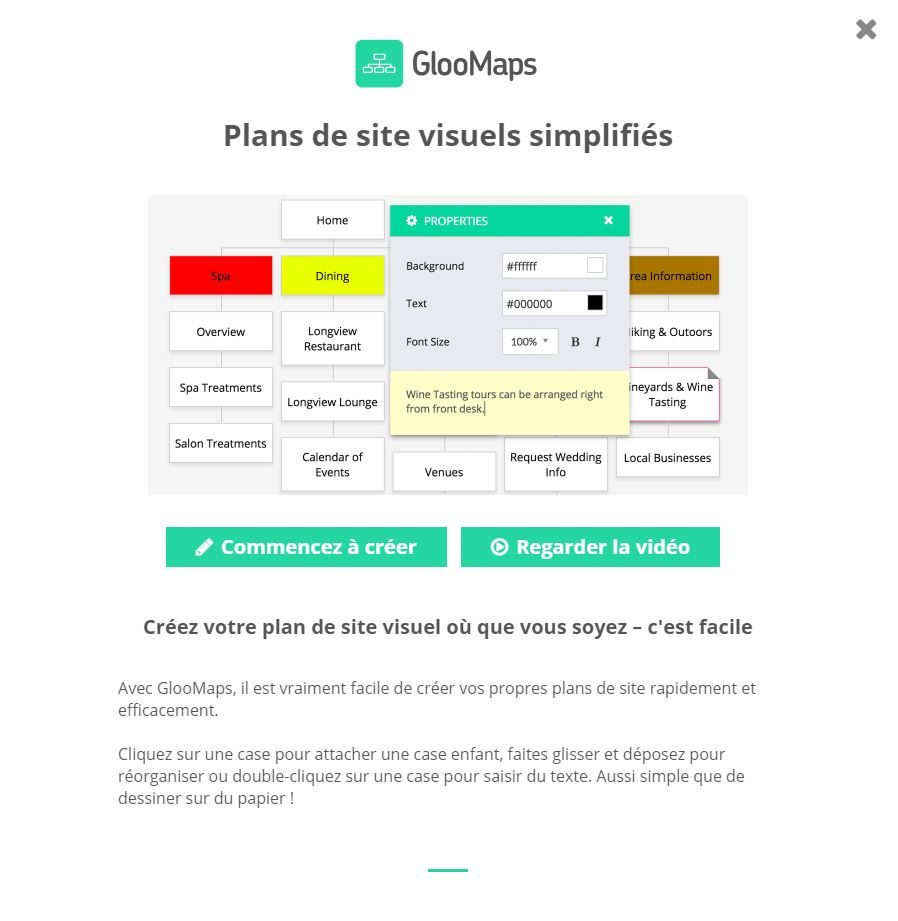 GlooMaps
Plans de site visuels simplifiés
Home
PROPERTIES
Spa
Dining
rea Information
Background
#ffffff
Text
#000000
Overview
Longview
Restaurant
iking & Outoors
Font Size
100%
B
I
Spa Treatments
Longview Lounge
Wine Tasting tours can be arranged right
from front desk.
ineyards & Wine
Tasting
Salon Treatments
Calendar of
Events
Venues
Request Wedding
Info
Local Businesses
Commencez à créer
Regarder la vidéo
Créez votre plan de site visuel où que vous soyez – c'est facile
Avec GlooMaps, il est vraiment facile de créer vos propres plans de site rapidement et
efficacement.
Cliquez sur une case pour attacher une case enfant, faites glisser et déposez pour
réorganiser ou double-cliquez sur une case pour saisir du texte. Aussi simple que de
dessiner sur du papier !